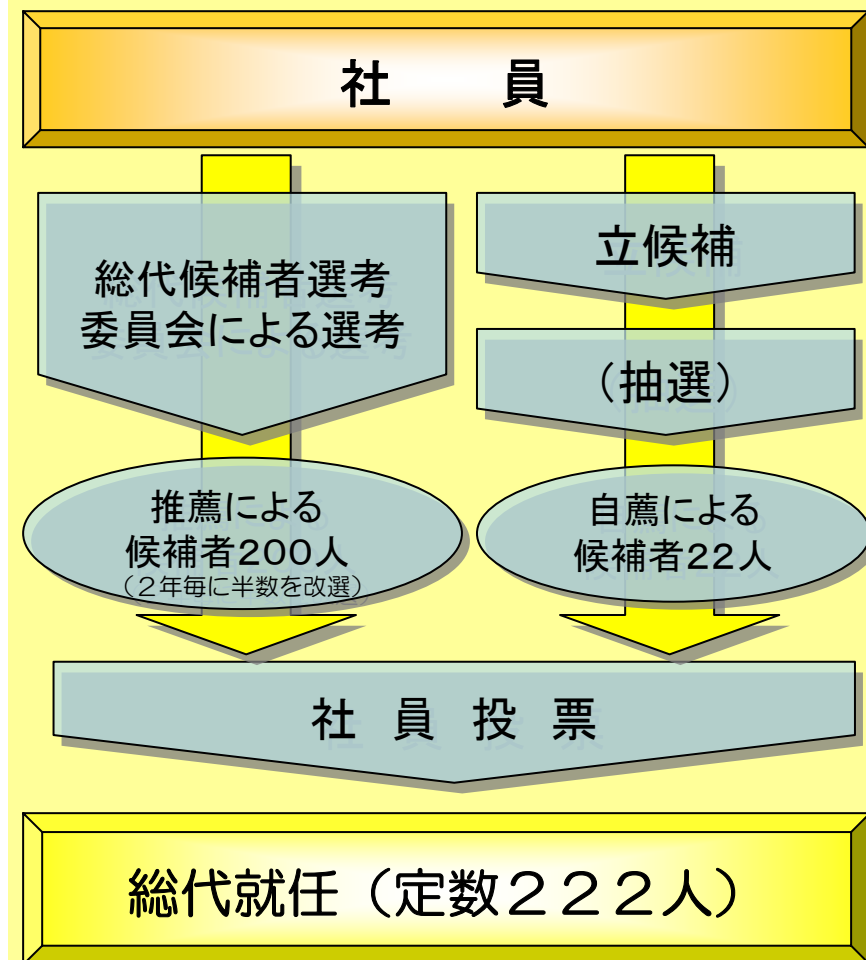 社　員
総代候補者選考
委員会による選考
推薦による
候補者200人
（２年毎に半数を改選）
立候補
（抽選）
自薦による
候補者22人
社 員 投 票
総代就任（定数２２２人）